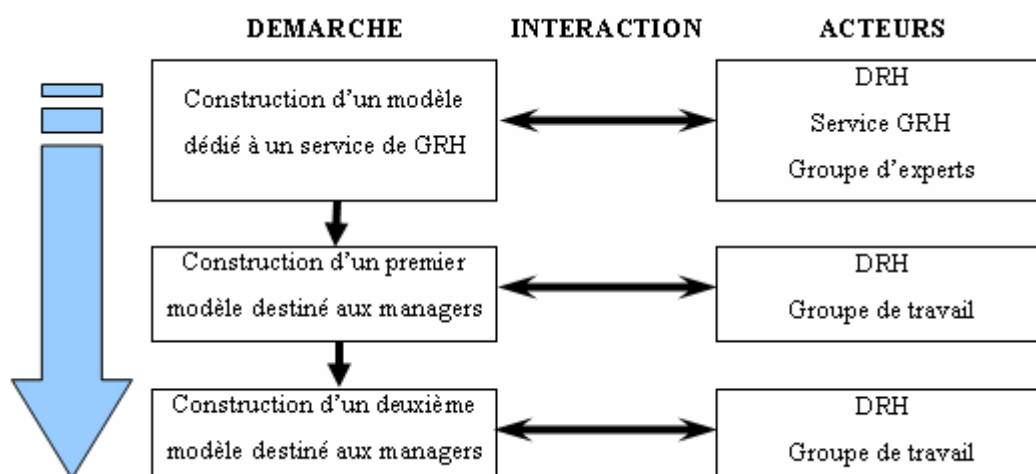 DEMARCHE INTERACTION ACTEURS
Construction d'un modèle
dédié à un service de GRH
DRH
Service GRH
Groupe d'experts
Construction d'un premier
modèle destiné aux managers
DRH
Groupe de travail
Construction d'un deuxième
modèle destiné aux managers
DRH
Groupe de travail